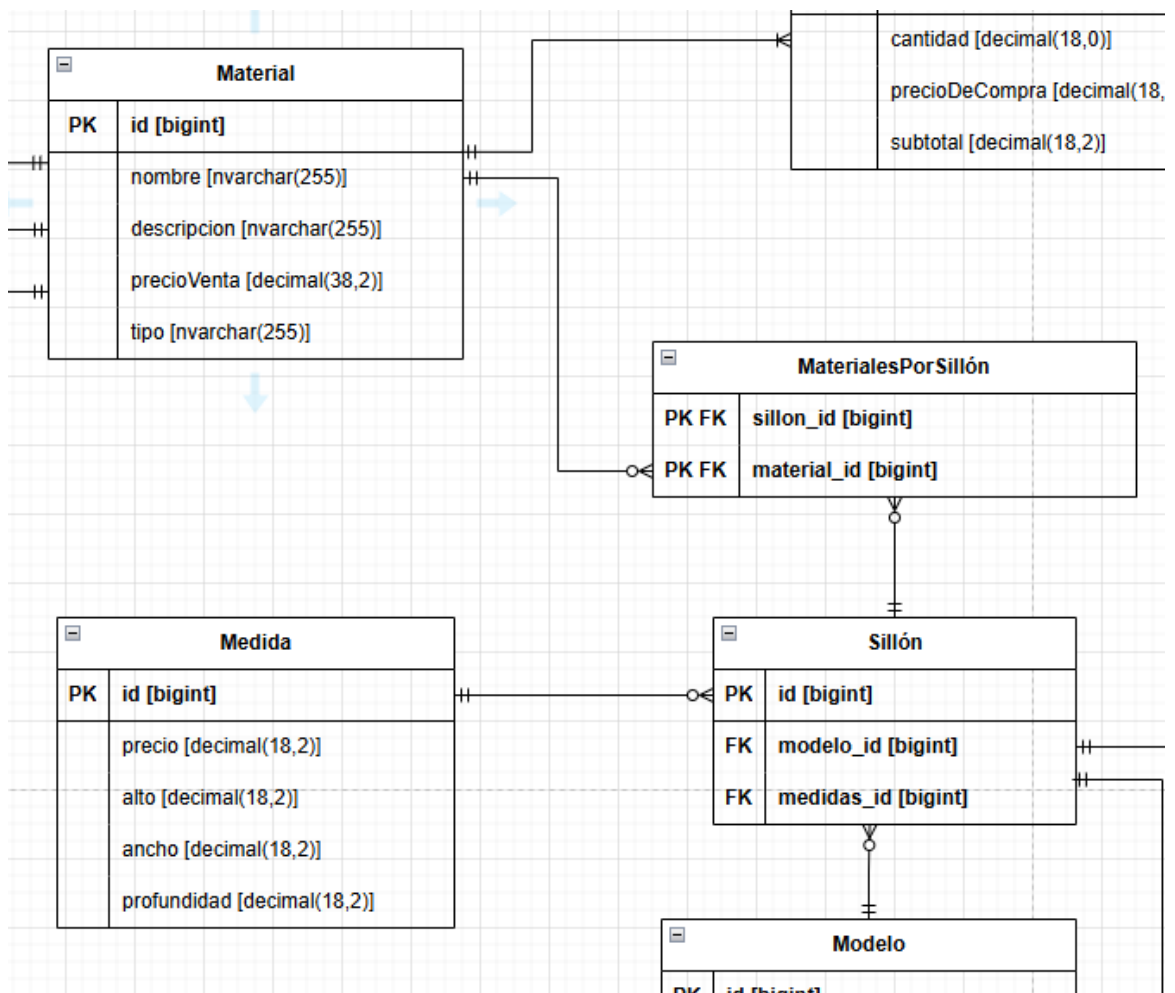 cantidad [decimal(18,0)]
precioDeCompra [decimal(18,
subtotal [decimal(18,2)]
Material
PK id [bigint]
nombre [nvarchar(255)]
descripcion [nvarchar(255)]
precioVenta [decimal(38,2)]
tipo [nvarchar(255)]
MaterialesPorSillón
PK FK sillon_id [bigint]
PK FK material_id [bigint]
Medida
PK id [bigint]
precio [decimal(18,2)]
alto [decimal(18,2)]
ancho [decimal(18,2)]
profundidad [decimal(18,2)]
Sillón
PK id [bigint]
FK modelo_id [bigint]
FK medidas_id [bigint]
Modelo
PK id [bigint]